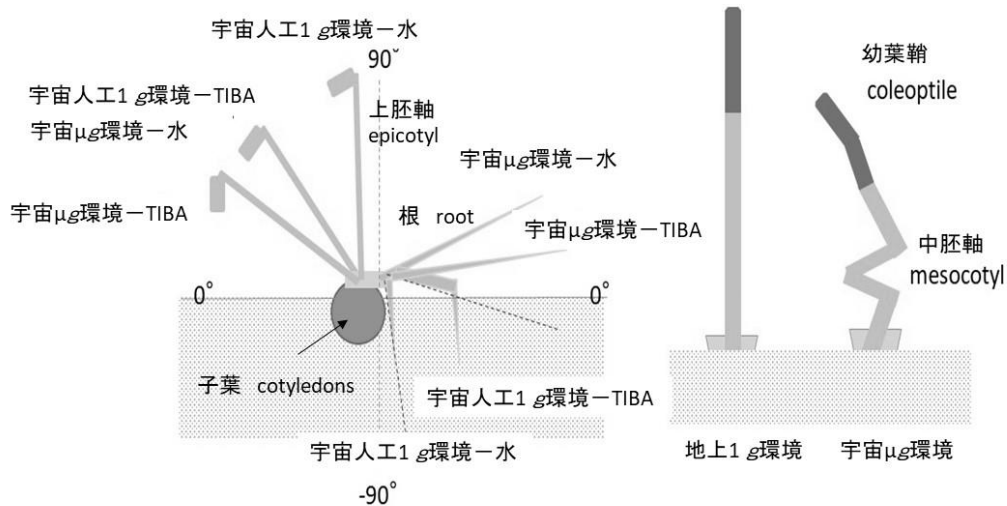 宇宙人工1 g環境－水
90°
宇宙人工1 g環境－TIBA
宇宙μg環境－水
上胚軸
epicotyl
宇宙μg環境－水
宇宙μg環境－TIBA
根 root
宇宙μg環境－TIBA
0°
0°
子葉 cotyledons
宇宙人工1 g環境－TIBA
宇宙人工1 g環境－水
-90°
幼葉鞘
coleoptile
中胚軸
mesocotyl
地上1 g環境
宇宙μg環境